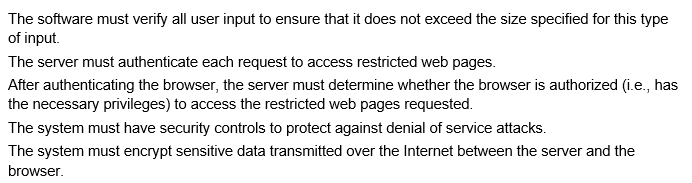 The software must verify all user input to ensure that it does not exceed the size specified for this type
of input.
The server must authenticate each request to access restricted web pages.
After authenticating the browser, the server must determine whether the browser is authorized (i.e., has
the necessary privileges) to access the restricted web pages requested.
The system must have security controls to protect against denial of service attacks.
The system must encrypt sensitive data transmitted over the Internet between the server and the
browser.